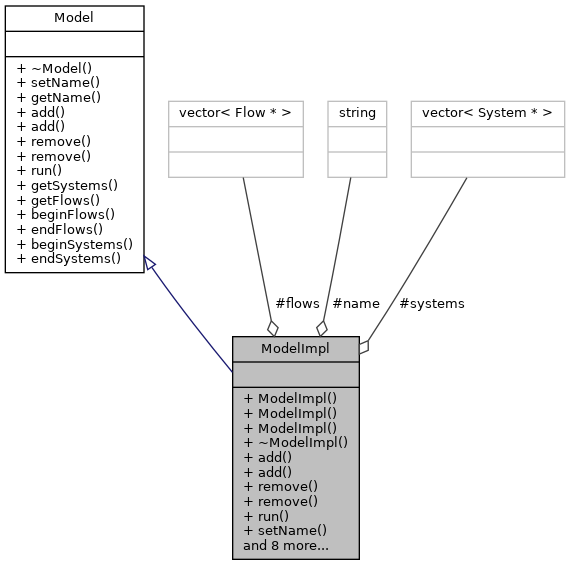 Model
+ ~Model()
+ setName()
+ getName()
+ add()
+ add()
+ remove()
+ remove()
+ run()
+ getSystems()
+ getFlows()
+ beginFlows()
+ endFlows()
+ beginSystems()
+ endSystems()
vector< Flow * >
string
vector< System * >
#flows
#name
#systems
ModelImpl
+ ModelImpl()
+ ModelImpl()
+ ModelImpl()
+ ~ModelImpl()
+ add()
+ add()
+ remove()
+ remove()
+ run()
+ setName()
and 8 more...